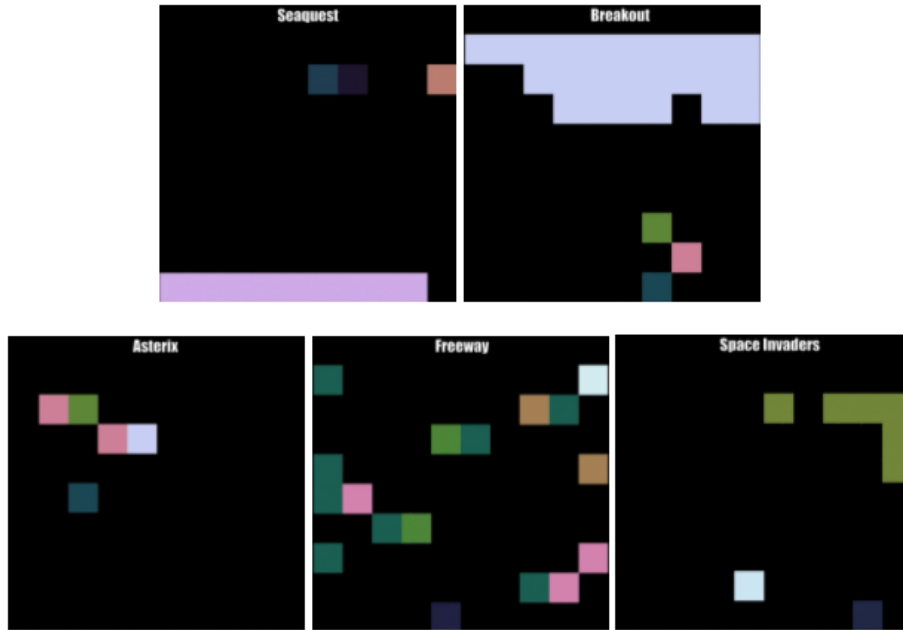 Seaquest
Breakout
Asterix
Freeway
Space Invaders